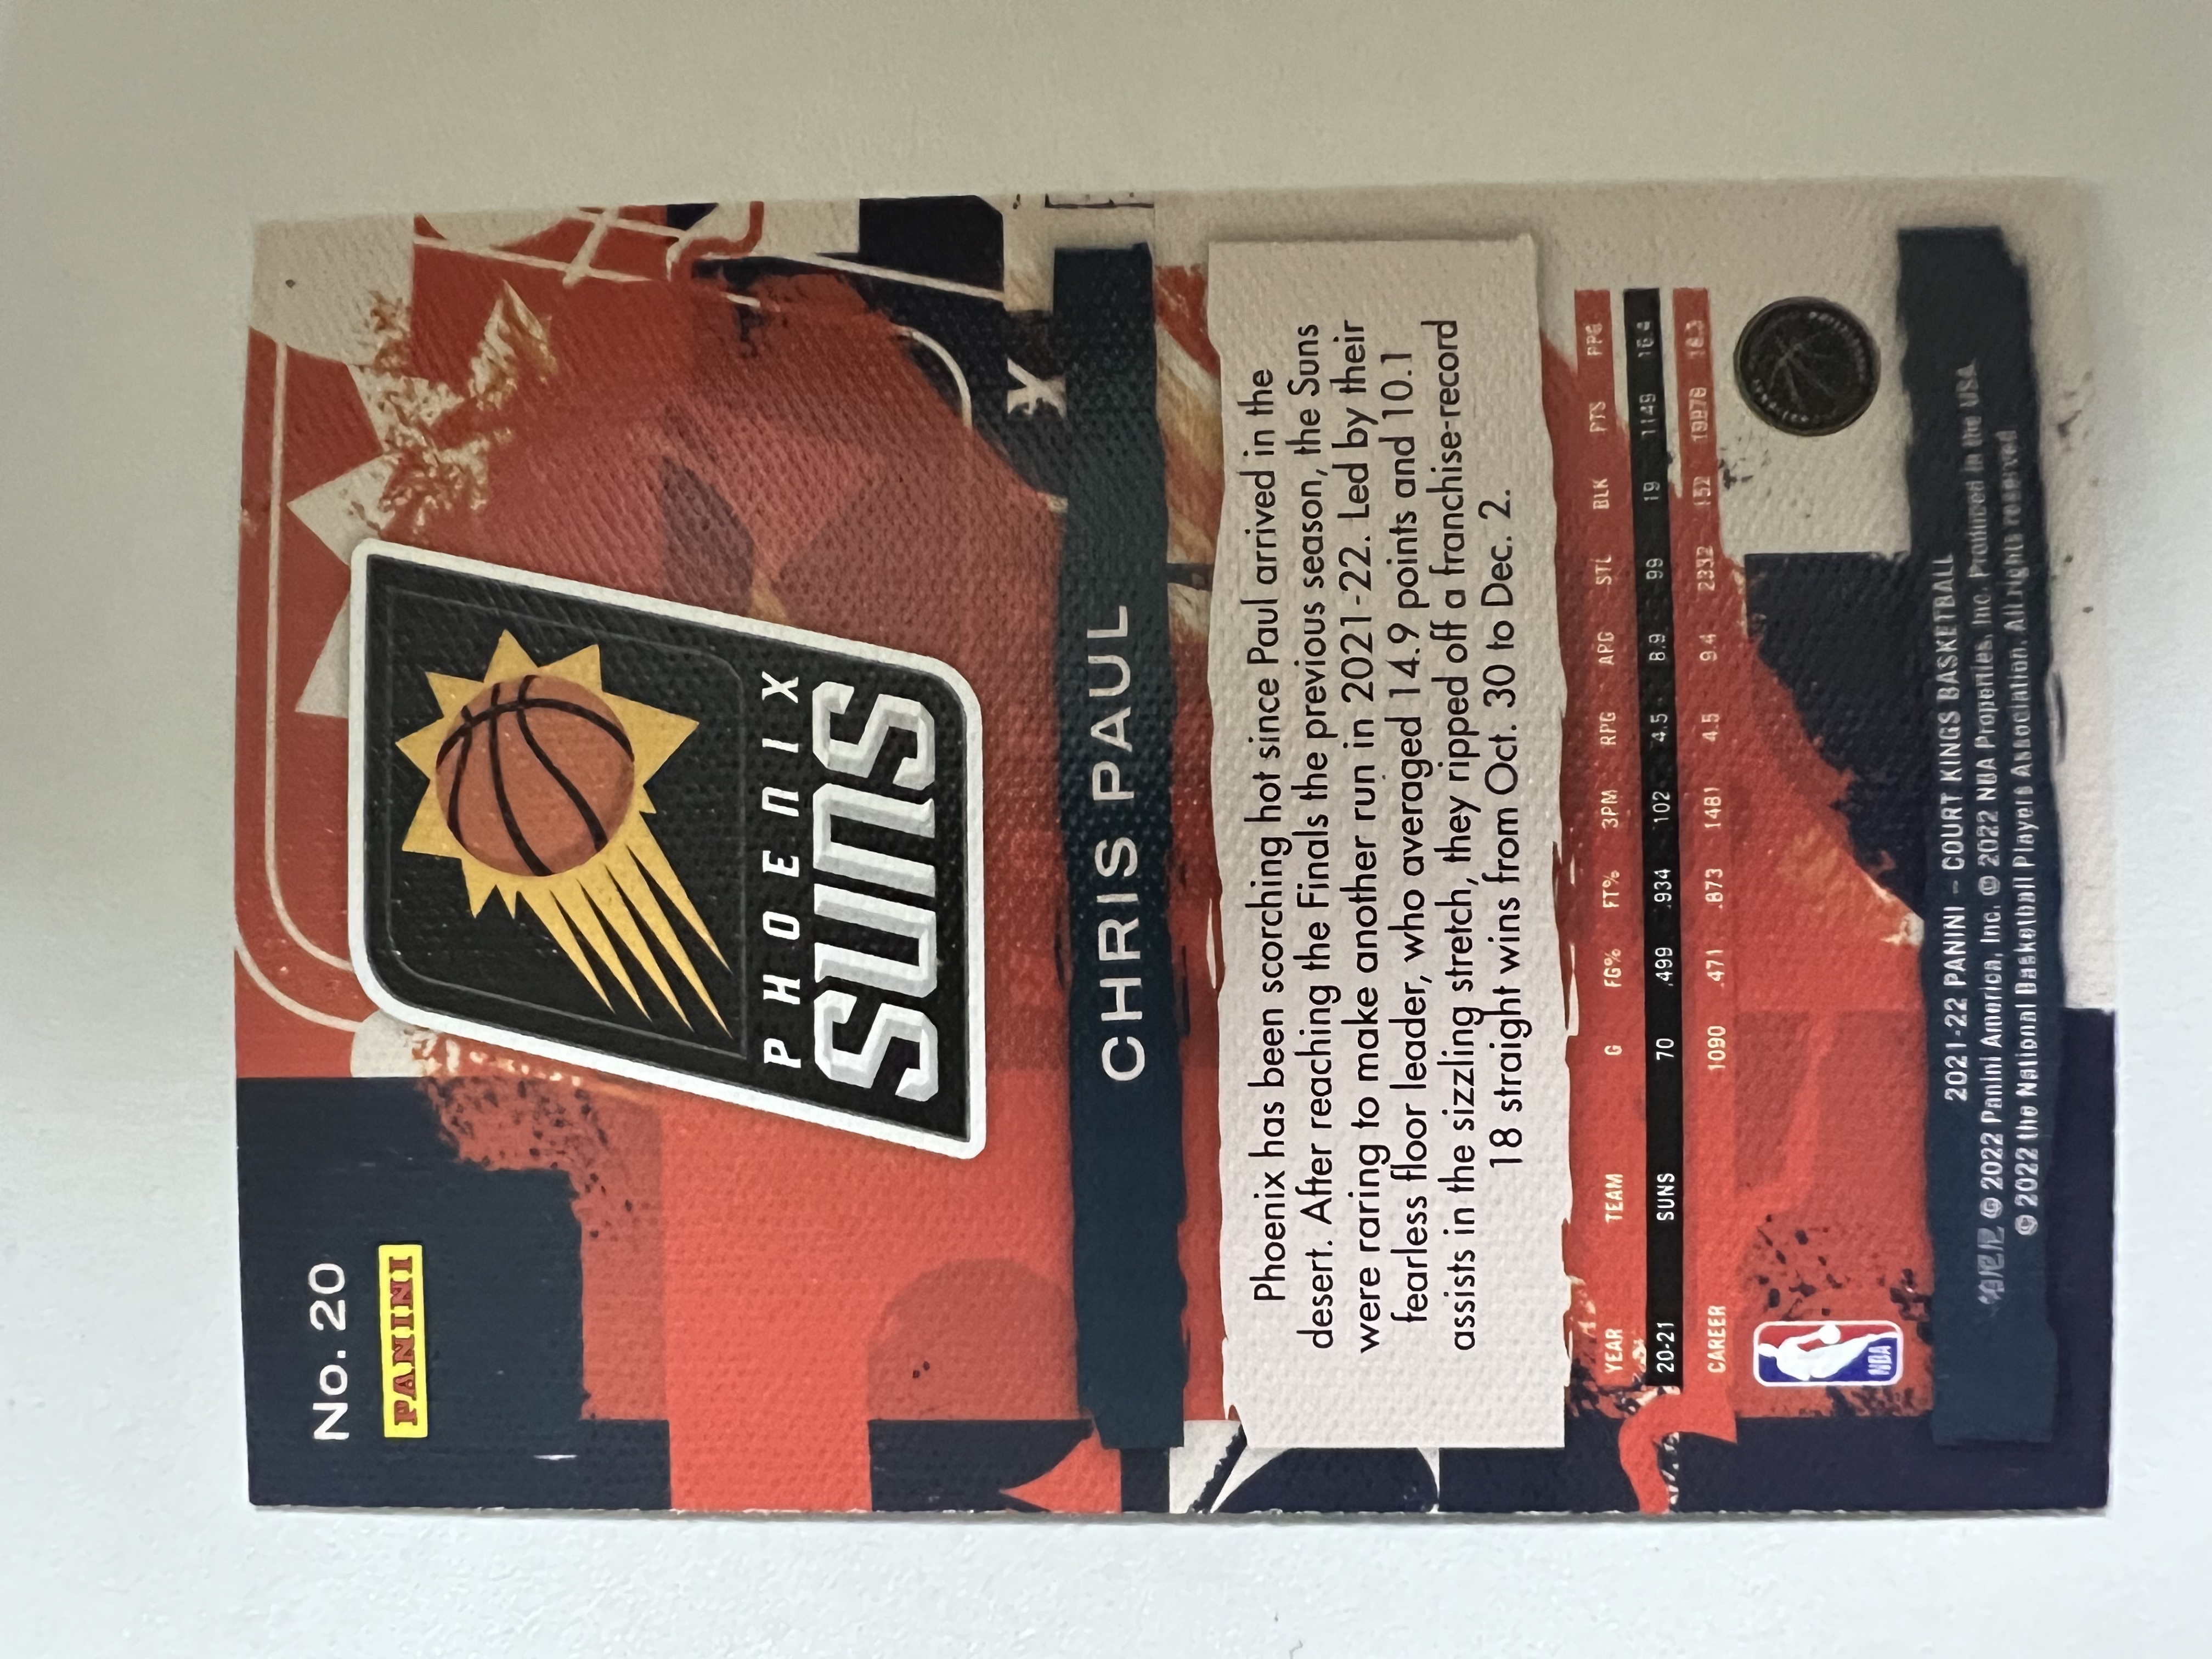 No. 20
PANINI
PHOENIX
SUNS
CHRIS PAUL
Phoenix has been scorching hot since Paul arrived in the
desert. After reaching the Finals the previous season, the Suns
were raring to make another run in 2021-22. Led by their
fearless floor leader, who averaged 14.9 points and 10.1
assists in the sizzling stretch, they ripped off a franchise-record
18 straight wins from Oct. 30 to Dec. 2.
YEAR TEAM G FG% FT% 3PM RPG APG STL BLK PTS PPG
20-21 SUNS 70 .499 .934 102 4.5 8.9 99 19 1149 16.4
CAREER 1090 .471 .873 1481 4.5 9.4 2332 152 19978 18.3
NBA
2021-22 PANINI – COURT KINGS BASKETBALL
© 2022 Panini America, Inc. © 2022 NBA Properties, Inc. Produced in the USA
© 2022 the National Basketball Players Association. All rights reserved